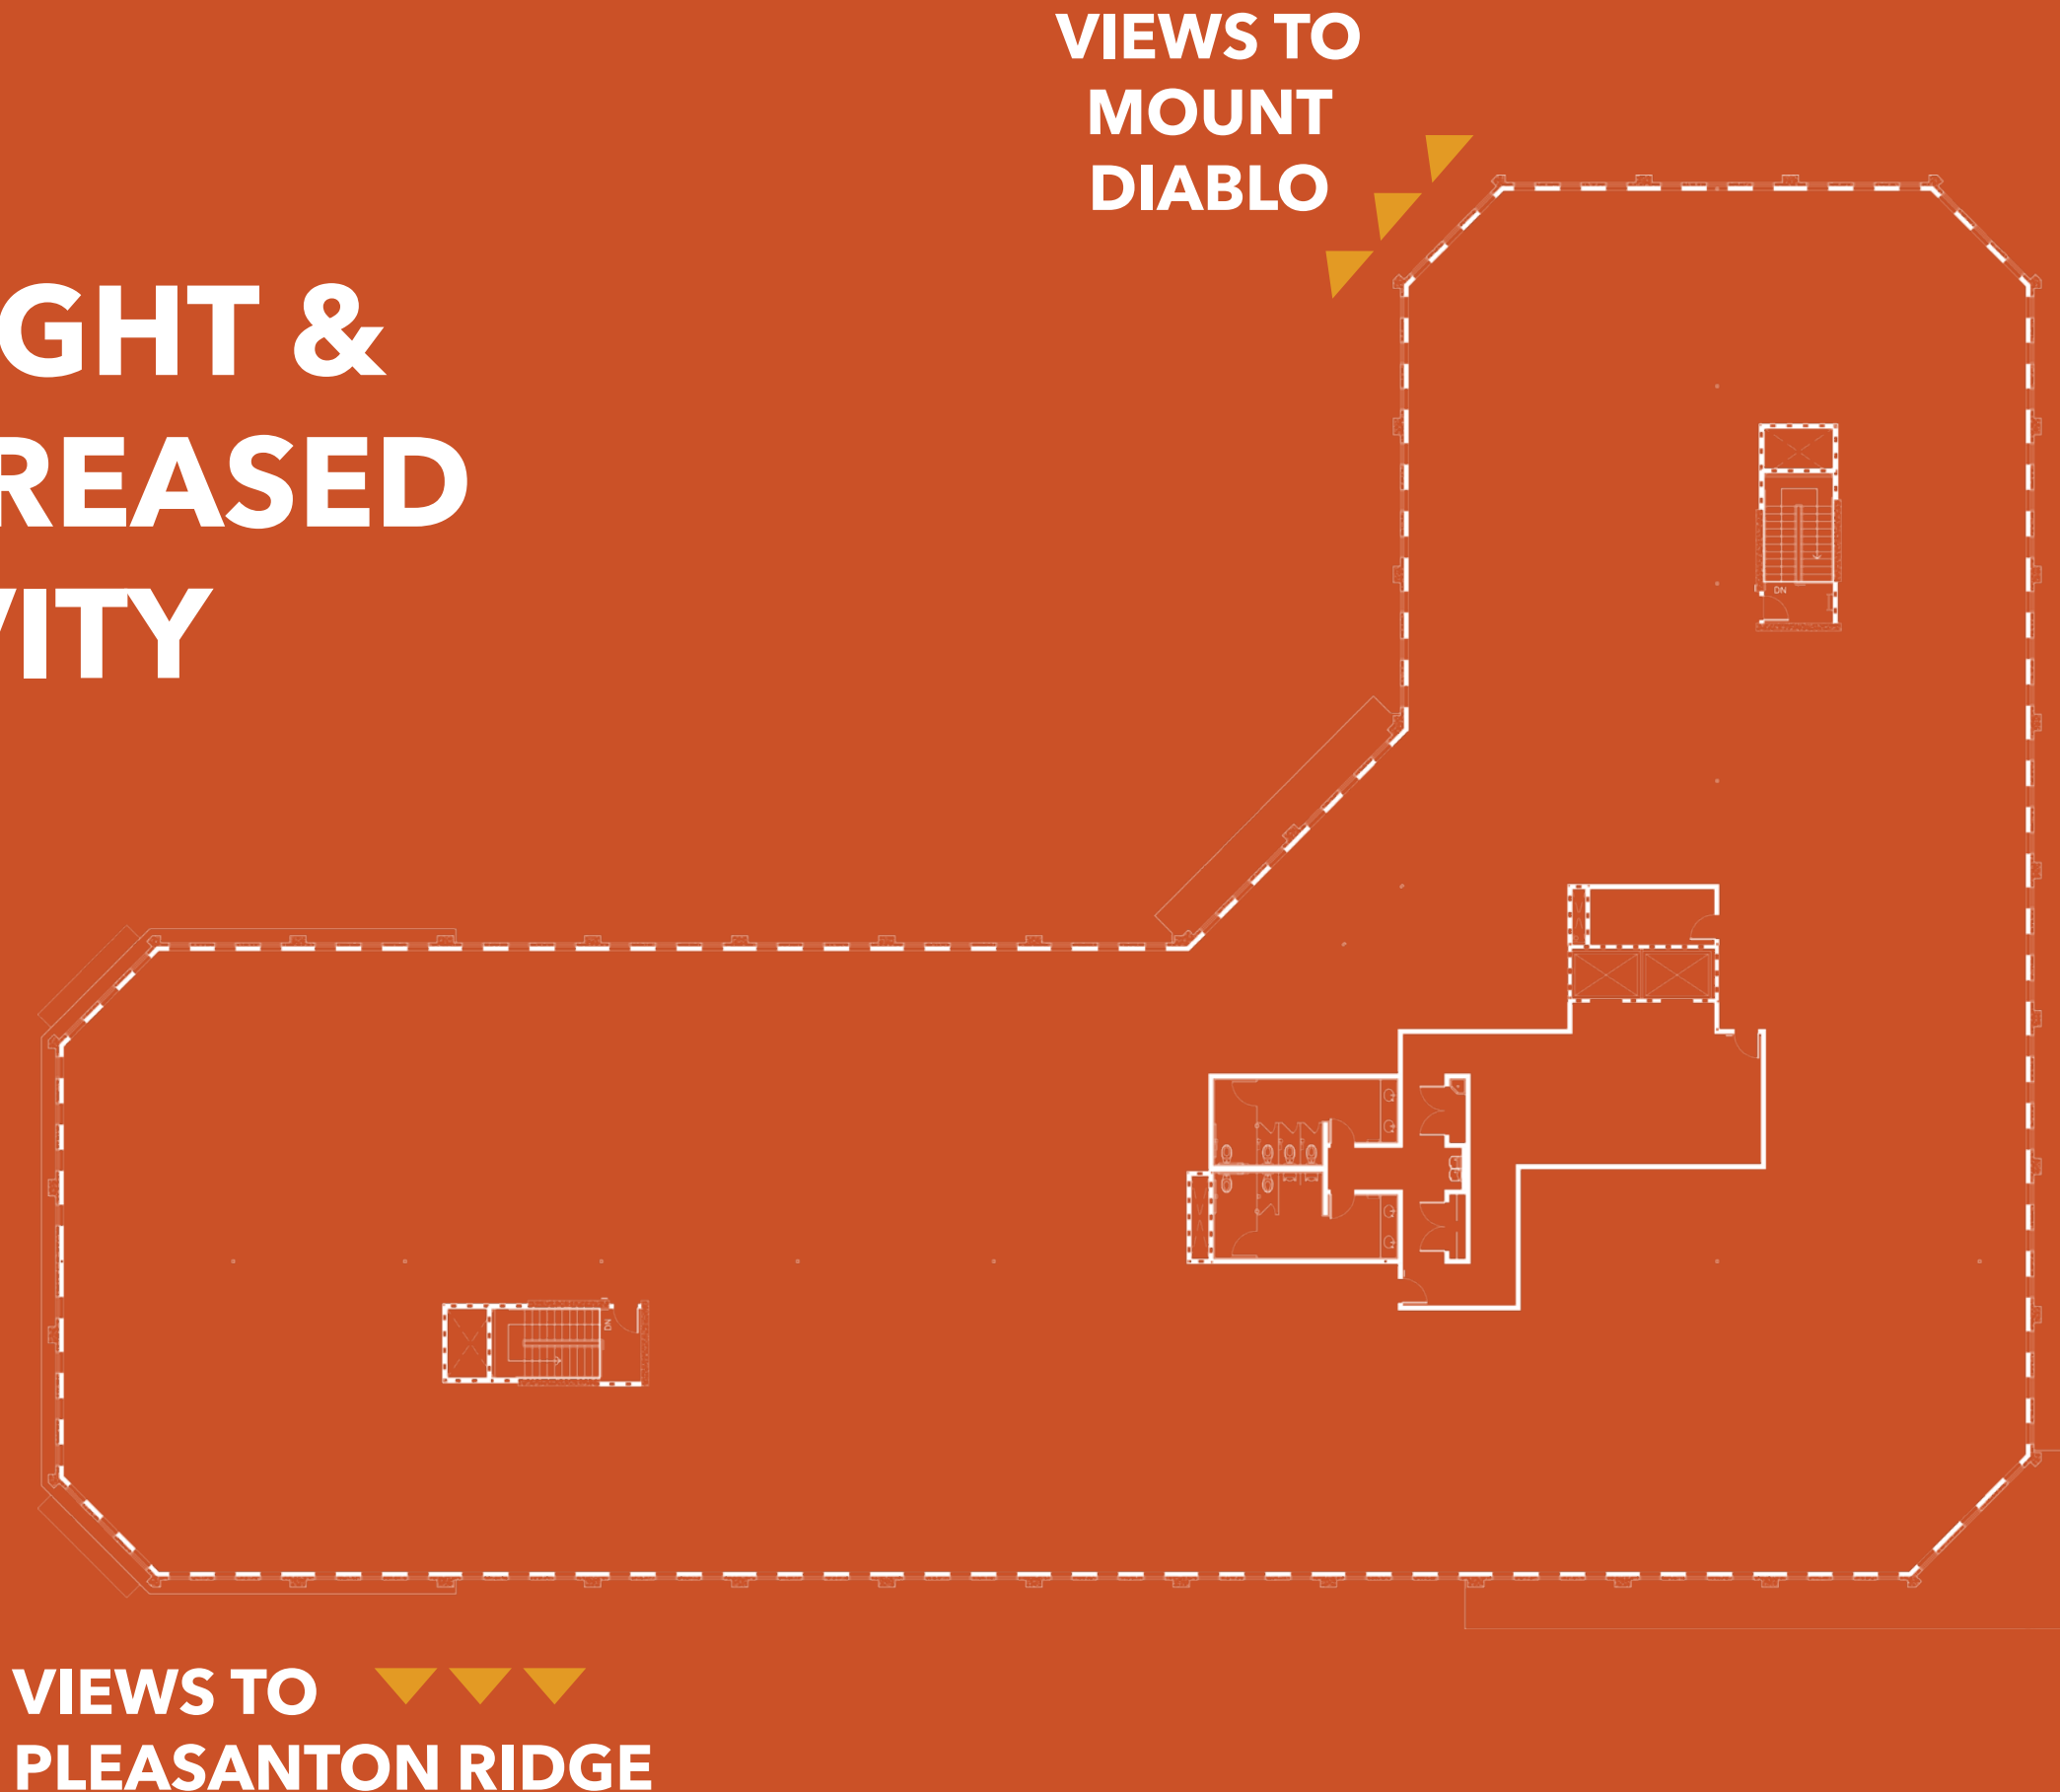 VIEWS TO
MOUNT
DIABLO
GHT &
REASED
VITY
DN
DN
VIEWS TO
PLEASANTON RIDGE